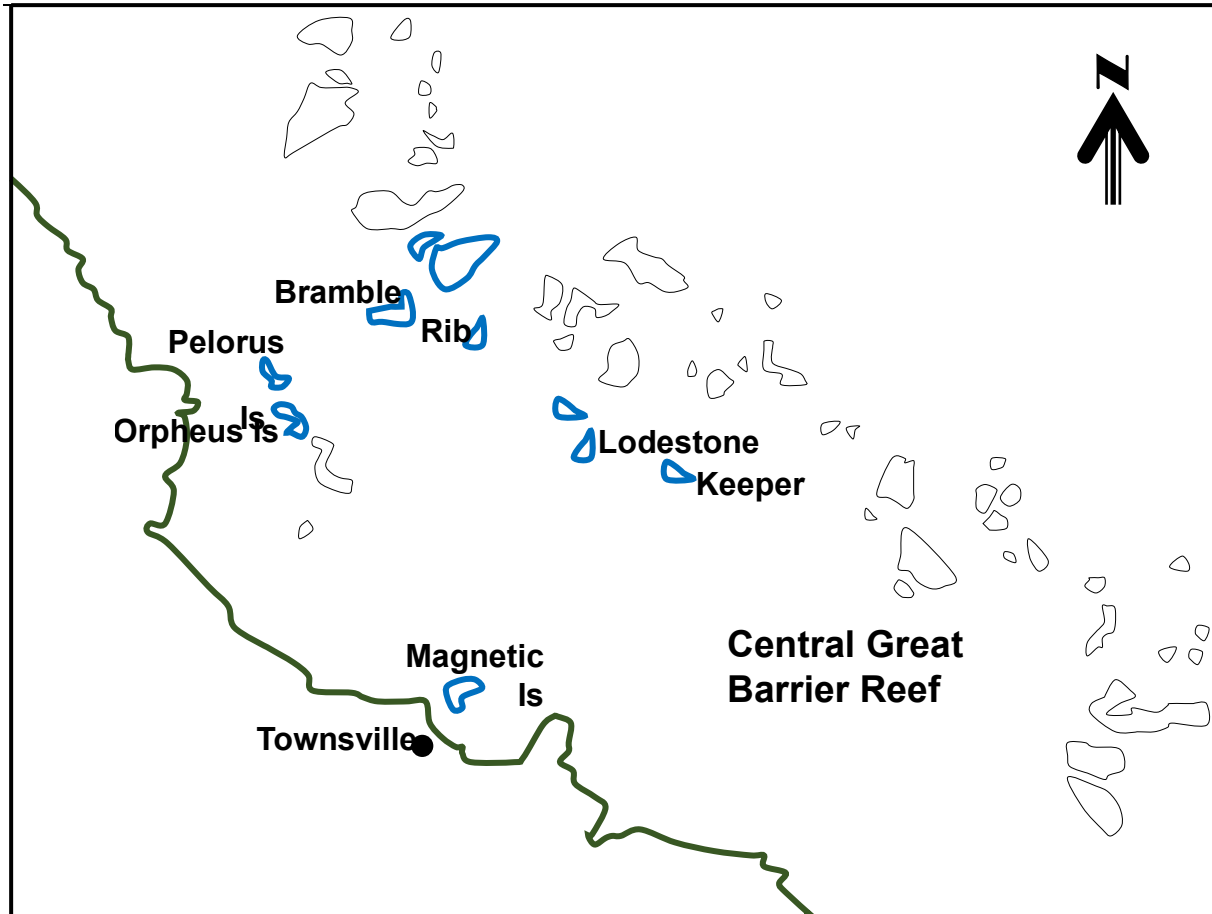 N
Bramble
Rib
Pelorus
Is
Orpheus Is
Lodestone
Keeper
Central Great
Barrier Reef
Magnetic
Is
Townsville